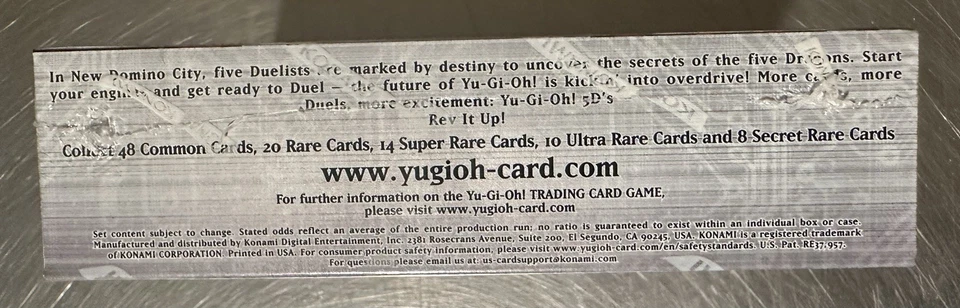 In New Domino City, five Duelists are marked by destiny to uncover the secrets of the five Dragons. Start
your engines and get ready to Duel – the future of Yu-Gi-Oh! is kickin' into overdrive! More cards, more
Duels, more excitement: Yu-Gi-Oh! 5D's
Rev It Up!
Collect 48 Common Cards, 20 Rare Cards, 14 Super Rare Cards, 10 Ultra Rare Cards and 8 Secret Rare Cards
www.yugioh-card.com
For further information on the Yu-Gi-Oh! TRADING CARD GAME,
please visit www.yugioh-card.com
Set content subject to change. Stated odds reflect an average of the entire production run; no ratio is guaranteed to exist within an individual box or case.
Manufactured and distributed by Konami Digital Entertainment, Inc. 2381 Rosecrans Avenue, Suite 200, El Segundo, CA 90245, USA. KONAMI is a registered trademark
of KONAMI CORPORATION. Printed in USA. For consumer product safety information, please visit www.yugioh-card.com/en/safetystandards. U.S. Pat. RE37,957.
For questions please email us at: us-cardsupport@konami.com